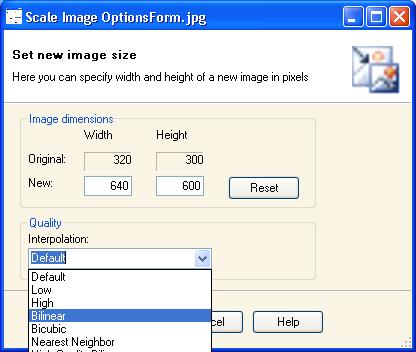 Scale Image OptionsForm.jpg
Set new image size
Here you can specify width and height of a new image in pixels
Image dimensions
Width Height
Original: 320 300
New: 640 600 Reset
Quality
Interpolation:
Default
Default
Low
High
Bilinear
Bicubic
cel Help
Nearest Neighbor